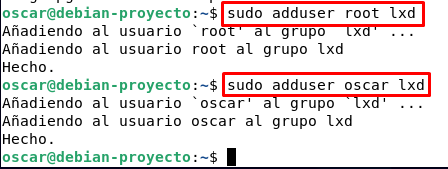 oscar@debian-proyecto:~$ sudo adduser root lxd
Añadiendo al usuario `root' al grupo `lxd' ...
Añadiendo al usuario root al grupo lxd
Hecho.
oscar@debian-proyecto:~$ sudo adduser oscar lxd
Añadiendo al usuario `oscar' al grupo `lxd' ...
Añadiendo al usuario oscar al grupo lxd
Hecho.
oscar@debian-proyecto:~$